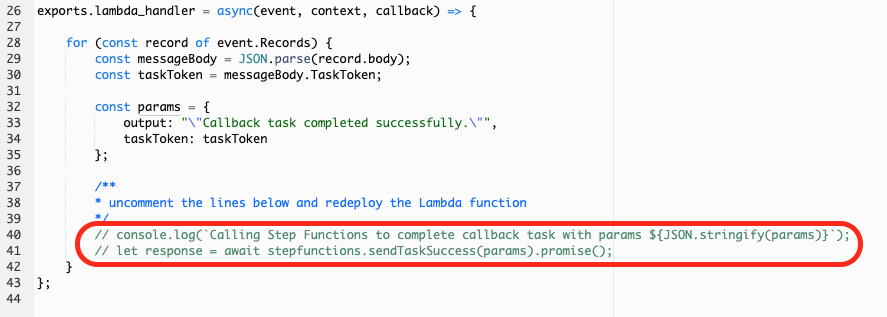 26 exports.lambda_handler = async(event, context, callback) => {
27
28     for (const record of event.Records) {
29         const messageBody = JSON.parse(record.body);
30         const taskToken = messageBody.TaskToken;
31
32         const params = {
33             output: "\"Callback task completed successfully.\"",
34             taskToken: taskToken
35         };
36
37         /**
38         * uncomment the lines below and redeploy the Lambda function
39         */
40         // console.log(`Calling Step Functions to complete callback task with params ${JSON.stringify(params)}`);
41         // let response = await stepfunctions.sendTaskSuccess(params).promise();
42     }
43 };
44